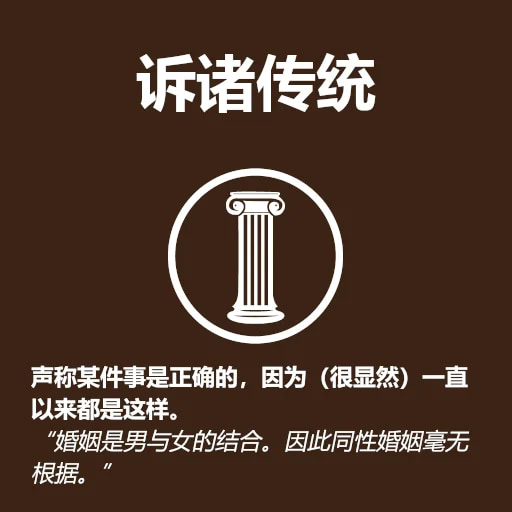 诉诸传统
声称某件事是正确的，因为（很显然）一直
以来都是这样。
“婚姻是男与女的结合。因此同性婚姻毫无
根据。”